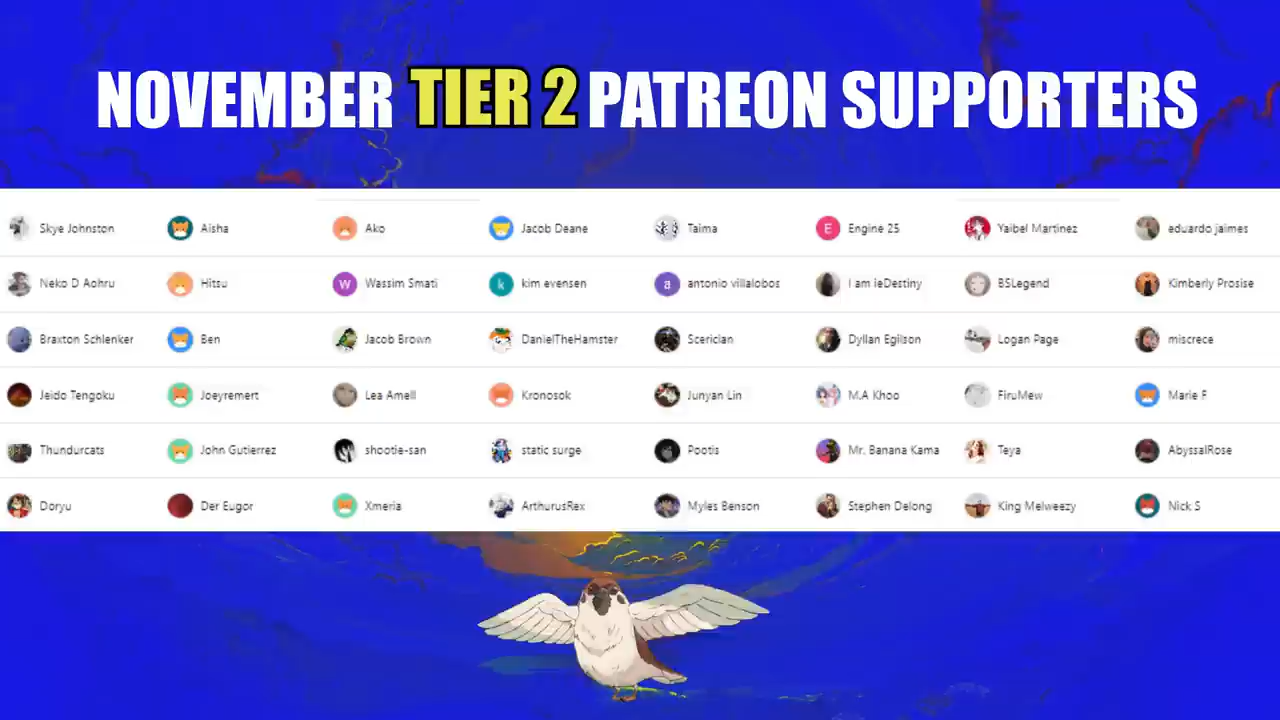 NOVEMBER TIER 2 PATREON SUPPORTERS
Skye Johnston Aisha Ako Jacob Deane Taima E Engine 25 Yaibel Martinez eduardo jaimes
Neko D Aohru Hitsu W Wassim Smati k kim evensen a antonio villalobos I am ieDestiny BSLegend Kimberly Prosise
Braxton Schlenker Ben Jacob Brown DanielTheHamster Scerician Dyllan Egilson Logan Page miscrece
Jeido Tengoku Joeyremert Lea Amell Kronosok Junyan Lin M.A Khoo FiruMew Marie F
Thundurcats John Gutierrez shootie-san static surge Pootis Mr. Banana Kama Teya AbyssalRose
Doryu Der Eugor Xmeria ArthurusRex Myles Benson Stephen Delong King Melweezy Nick S